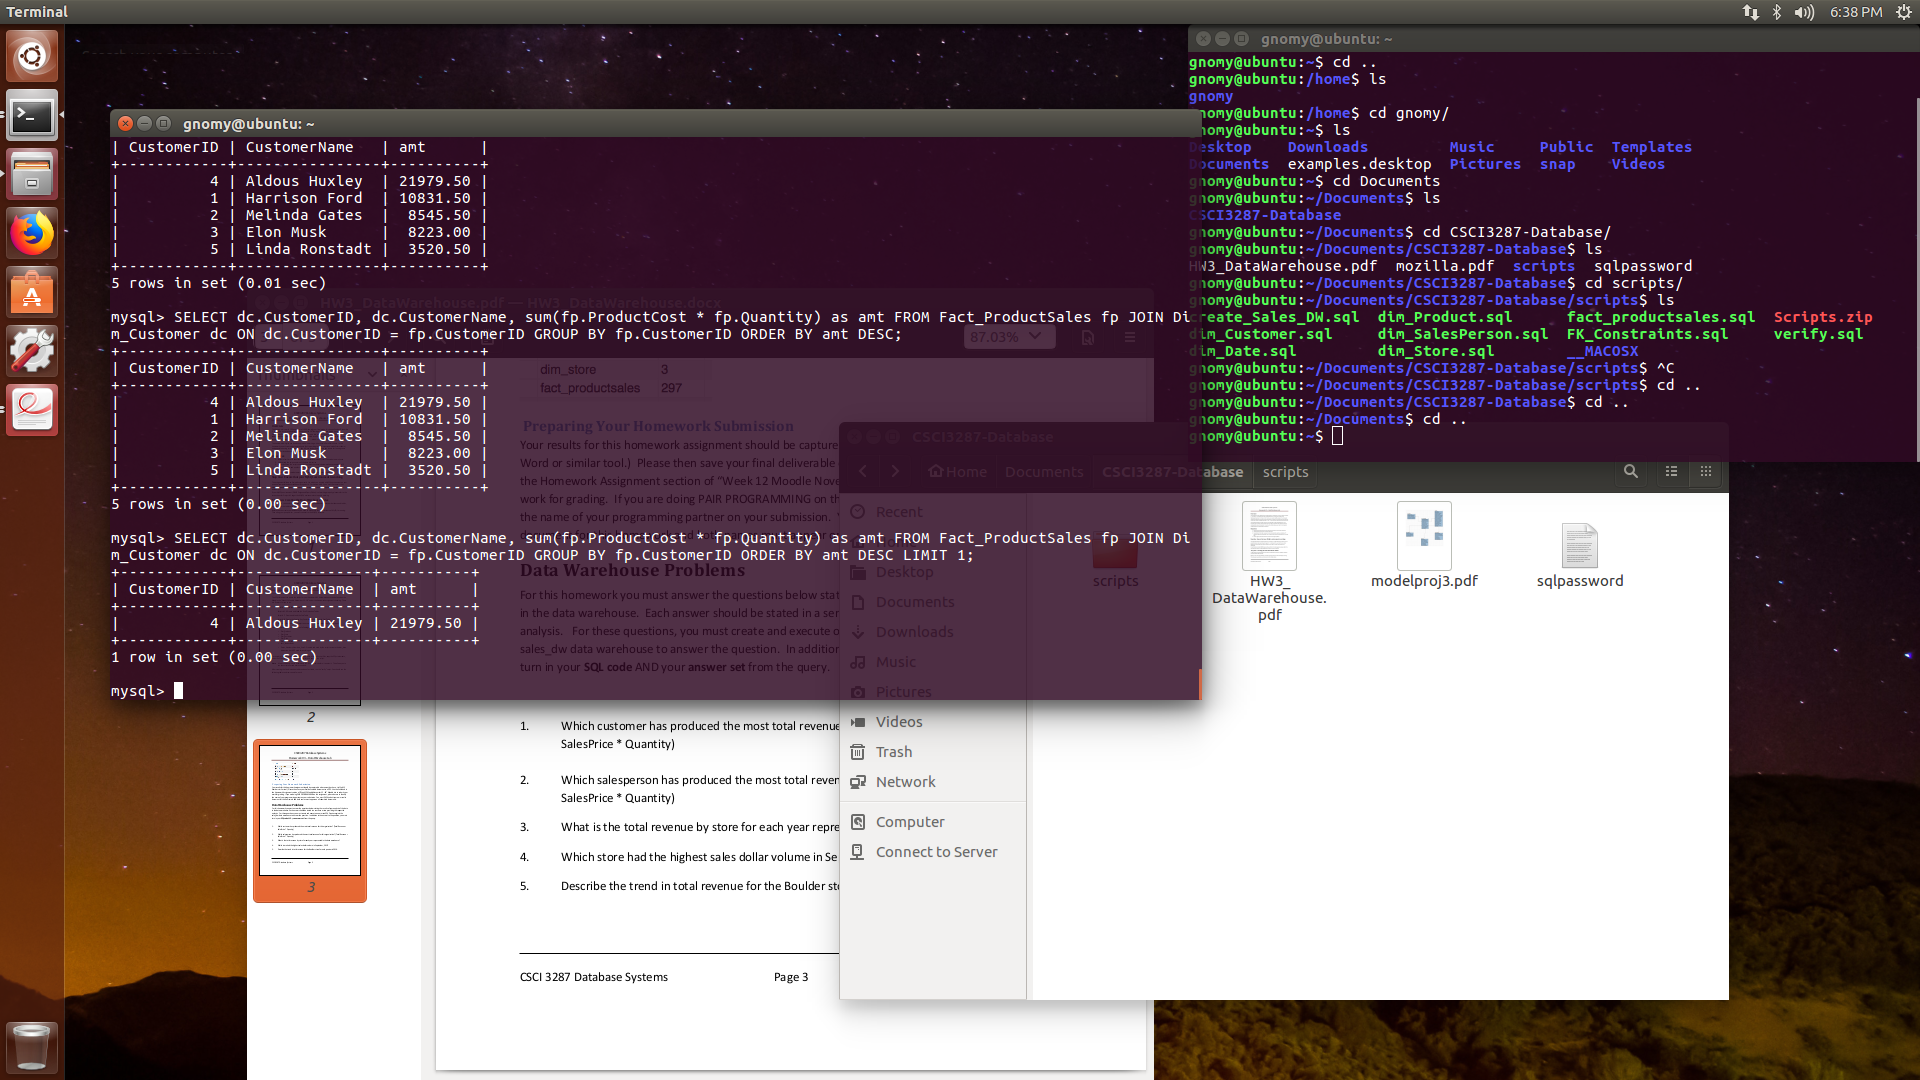 Terminal
6:38 PM
gnomy@ubuntu: ~
| CustomerID | CustomerName   | amt      |
+------------+----------------+----------+
|          4 | Aldous Huxley  | 21979.50 |
|          1 | Harrison Ford  | 10831.50 |
|          2 | Melinda Gates  |  8545.50 |
|          3 | Elon Musk      |  8223.00 |
|          5 | Linda Ronstadt |  3520.50 |
+------------+----------------+----------+
5 rows in set (0.01 sec)
mysql> SELECT dc.CustomerID, dc.CustomerName, sum(fp.ProductCost * fp.Quantity) as amt FROM Fact_ProductSales fp JOIN Di
m_Customer dc ON dc.CustomerID = fp.CustomerID GROUP BY fp.CustomerID ORDER BY amt DESC;
+------------+----------------+----------+
| CustomerID | CustomerName   | amt      |
+------------+----------------+----------+
|          4 | Aldous Huxley  | 21979.50 |
|          1 | Harrison Ford  | 10831.50 |
|          2 | Melinda Gates  |  8545.50 |
|          3 | Elon Musk      |  8223.00 |
|          5 | Linda Ronstadt |  3520.50 |
+------------+----------------+----------+
5 rows in set (0.00 sec)
mysql> SELECT dc.CustomerID, dc.CustomerName, sum(fp.ProductCost * fp.Quantity) as amt FROM Fact_ProductSales fp JOIN Di
m_Customer dc ON dc.CustomerID = fp.CustomerID GROUP BY fp.CustomerID ORDER BY amt DESC LIMIT 1;
+------------+---------------+----------+
| CustomerID | CustomerName  | amt      |
+------------+---------------+----------+
|          4 | Aldous Huxley | 21979.50 |
+------------+---------------+----------+
1 row in set (0.00 sec)
mysql>
gnomy@ubuntu: ~
gnomy@ubuntu:~$ cd ..
gnomy@ubuntu:/home$ ls
gnomy
gnomy@ubuntu:/home$ cd gnomy/
gnomy@ubuntu:~$ ls
Desktop    Downloads         Music     Public  Templates
Documents  examples.desktop  Pictures  snap    Videos
gnomy@ubuntu:~$ cd Documents
gnomy@ubuntu:~/Documents$ ls
CSCI3287-Database
gnomy@ubuntu:~/Documents$ cd CSCI3287-Database/
gnomy@ubuntu:~/Documents/CSCI3287-Database$ ls
HW3_DataWarehouse.pdf  mozilla.pdf  scripts  sqlpassword
gnomy@ubuntu:~/Documents/CSCI3287-Database$ cd scripts/
gnomy@ubuntu:~/Documents/CSCI3287-Database/scripts$ ls
create_Sales_DW.sql  dim_Product.sql      fact_productsales.sql  Scripts.zip
dim_Customer.sql     dim_SalesPerson.sql  FK_Constraints.sql     verify.sql
dim_Date.sql         dim_Store.sql        __MACOSX
gnomy@ubuntu:~/Documents/CSCI3287-Database/scripts$ ^C
gnomy@ubuntu:~/Documents/CSCI3287-Database/scripts$ cd ..
gnomy@ubuntu:~/Documents/CSCI3287-Database$ cd ..
gnomy@ubuntu:~/Documents$ cd ..
gnomy@ubuntu:~$
HW3_DataWarehouse.pdf — HW3_DataWarehouse.docx
87.03%
Thumbnails
dim_store 3
fact_productsales 297
Preparing Your Homework Submission
Your results for this homework assignment should be capture
Word or similar tool.) Please then save your final deliverable
the Homework Assignment section of "Week 12 Moodle Nove
work for grading. If you are doing PAIR PROGRAMMING on th
the name of your programming partner on your submission.
Data Warehouse Problems
For this homework you must answer the questions below stat
in the data warehouse. Each answer should be stated in a sen
analysis. For these questions, you must create and execute o
sales_dw data warehouse to answer the question. In addition
turn in your SQL code AND your answer set from the query.
1. Which customer has produced the most total revenue
SalesPrice * Quantity)
2. Which salesperson has produced the most total reven
SalesPrice * Quantity)
3. What is the total revenue by store for each year repre
4. Which store had the highest sales dollar volume in Se
5. Describe the trend in total revenue for the Boulder sto
CSCI 3287 Database Systems Page 3
2
3
CSCI3287-Database
Home Documents CSCI3287-Database scripts
Recent
Desktop
Documents
Downloads
Music
Pictures
Videos
Trash
Network
Computer
Connect to Server
scripts
HW3_
DataWarehouse.
pdf
modelproj3.pdf
sqlpassword